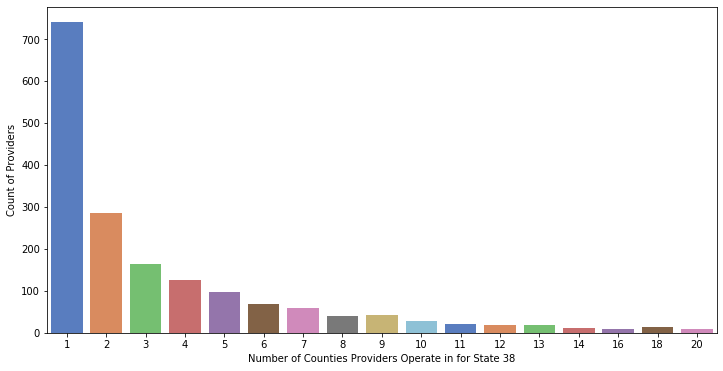 700
600
500
400
300
200
100
0
Count of Providers
1 2 3 4 5 6 7 8 9 10 11 12 13 14 16 18 20
Number of Counties Providers Operate in for State 38